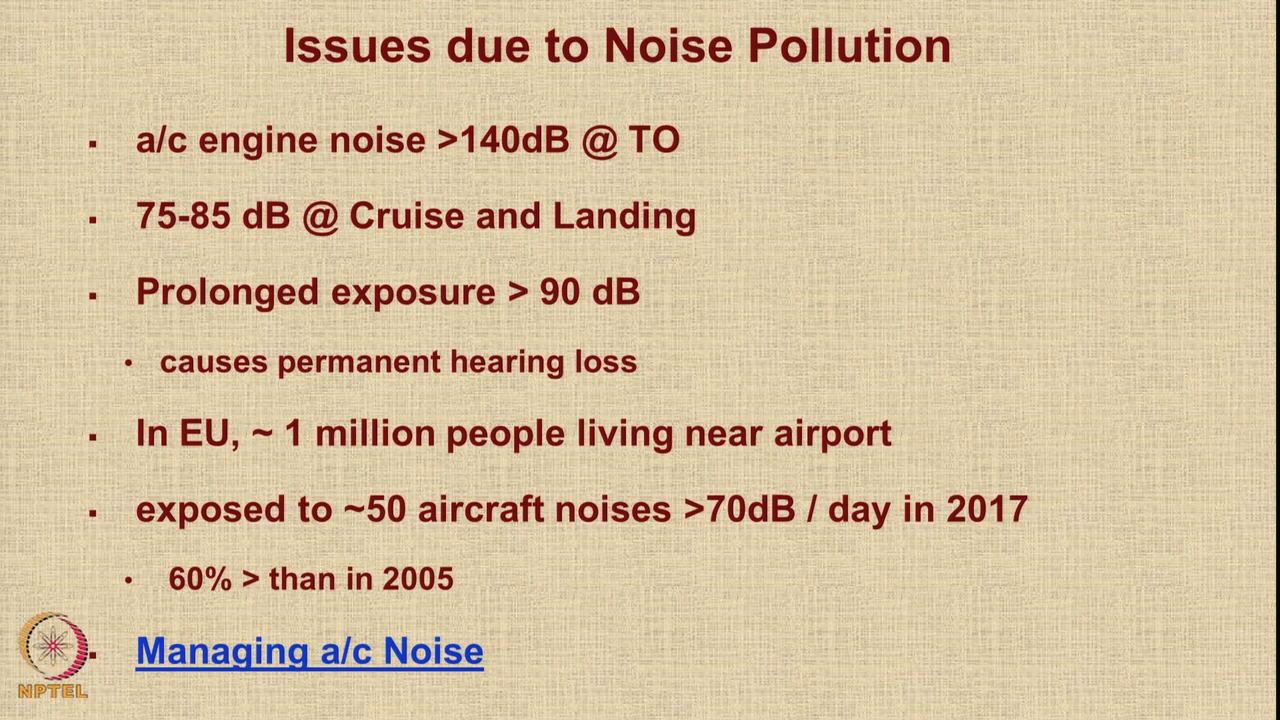 Issues due to Noise Pollution
▪ a/c engine noise >140dB @ TO
▪ 75-85 dB @ Cruise and Landing
▪ Prolonged exposure > 90 dB
• causes permanent hearing loss
▪ In EU, ~ 1 million people living near airport
▪ exposed to ~50 aircraft noises >70dB / day in 2017
• 60% > than in 2005
▪ Managing a/c Noise
NPTEL